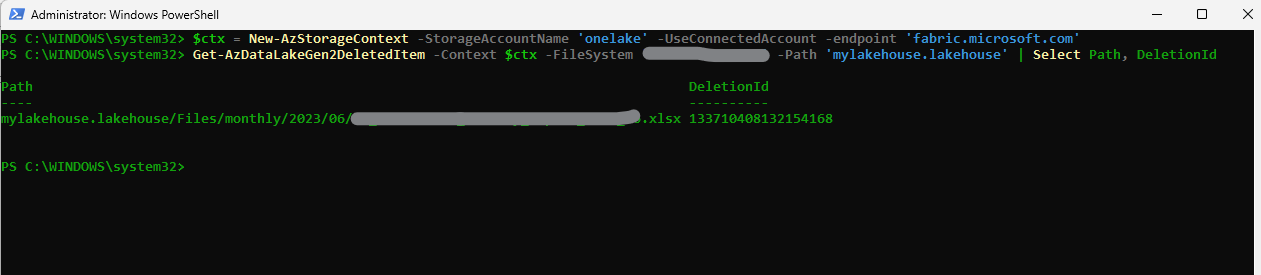 Administrator: Windows PowerShell
PS C:\WINDOWS\system32> $ctx = New-AzStorageContext -StorageAccountName 'onelake' -UseConnectedAccount -endpoint 'fabric.microsoft.com'
PS C:\WINDOWS\system32> Get-AzDataLakeGen2DeletedItem -Context $ctx -FileSystem -Path 'mylakehouse.lakehouse' | Select Path, DeletionId
Path DeletionId
---- ----------
mylakehouse.lakehouse/Files/monthly/2023/06/ .xlsx 133710408132154168
PS C:\WINDOWS\system32>